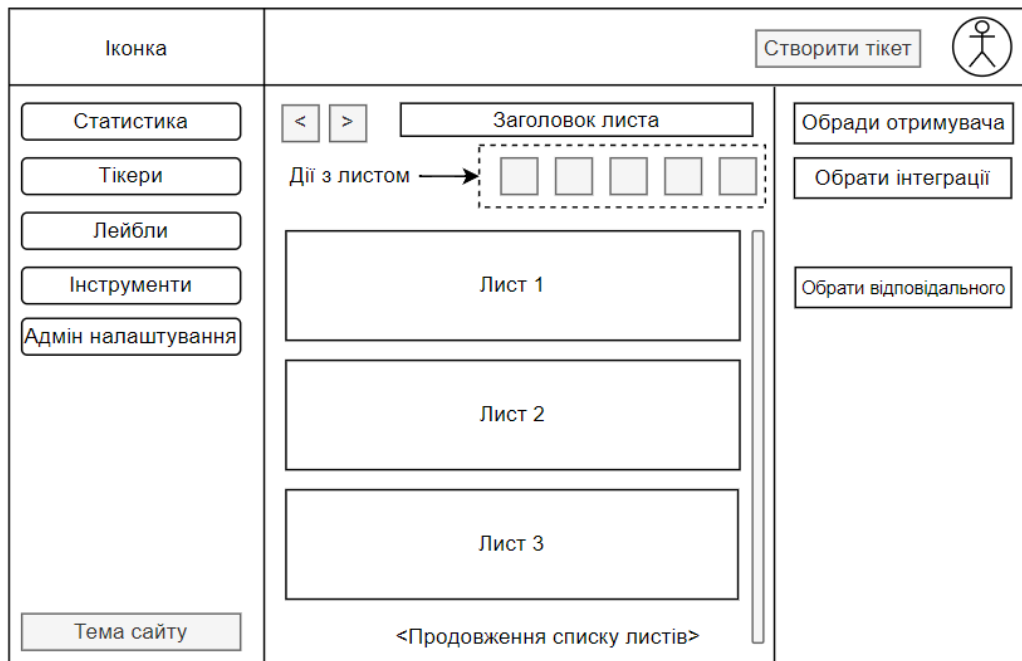 Іконка
Створити тікет
Статистика
Тікери
Лейбли
Інструменти
Адмін налаштування
Тема сайту
< >
Заголовок листа
Дії з листом
Лист 1
Лист 2
Лист 3
<Продовження списку листів>
Обради отримувача
Обрати інтеграції
Обрати відповідального